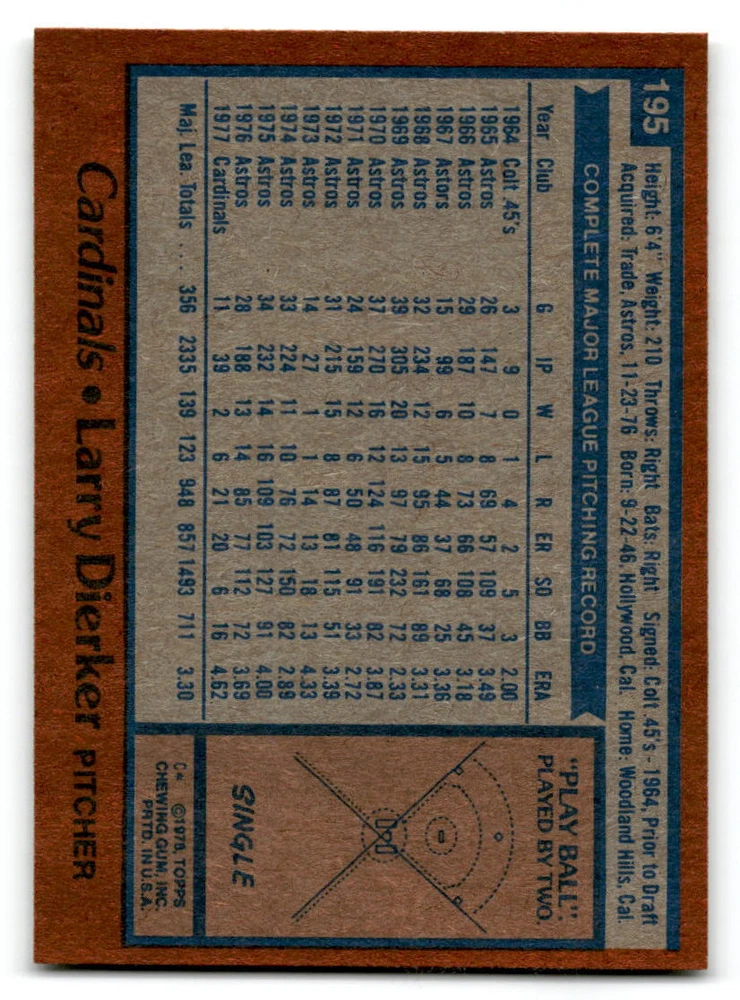 195
Height: 6'4" Weight: 210 Throws: Right Bats: Right Signed: Colt .45's - 1964, Prior to Draft
Acquired: Trade, Astros, 11-23-76 Born: 9-22-46 Hollywood, Cal. Home: Woodland Hills, Cal.
COMPLETE MAJOR LEAGUE PITCHING RECORD
Year Club G IP W L R ER SO BB ERA
1964 Colt .45's 3 9 0 1 4 2 5 3 2.00
1965 Astros 26 147 7 8 69 57 109 37 3.49
1966 Astros 29 187 10 8 73 66 108 45 3.18
1967 Astors 15 99 6 5 44 37 68 25 3.36
1968 Astros 32 234 12 15 95 86 161 89 3.31
1969 Astros 39 305 20 13 97 79 232 72 2.33
1970 Astros 37 270 16 12 124 116 191 82 3.87
1971 Astros 24 159 12 6 50 48 91 33 2.72
1972 Astros 31 215 15 8 87 81 115 51 3.39
1973 Astros 14 27 1 1 14 13 18 13 4.33
1974 Astros 33 224 11 10 76 72 150 82 2.89
1975 Astros 34 232 14 16 109 103 127 91 4.00
1976 Astros 28 188 13 14 85 77 112 72 3.69
1977 Cardinals 11 39 2 6 21 20 6 16 4.62
Maj. Lea. Totals ... 356 2335 139 123 948 857 1493 711 3.30
"PLAY BALL"
PLAYED BY TWO.
SINGLE
C* ©1978, TOPPS
CHEWING GUM, INC.
PRTD. IN U.S.A.
Cardinals • Larry Dierker PITCHER